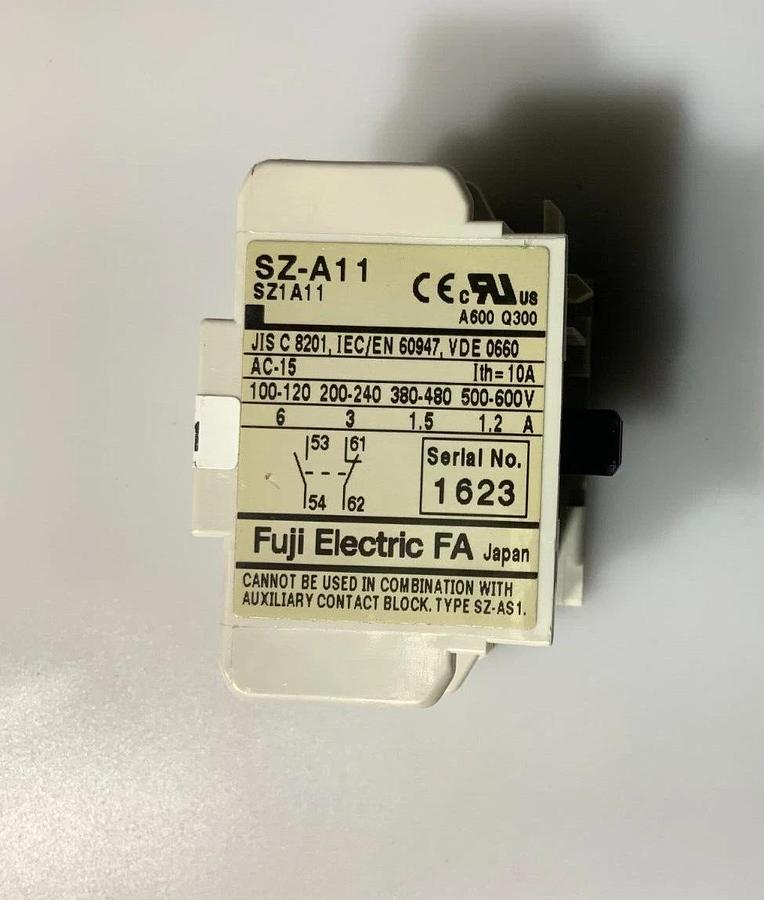 SZ-A11
SZ1A11
CE c UR US
A600 Q300
JIS C 8201, IEC/EN 60947, VDE 0660
AC-15 Ith=10A
100-120 200-240 380-480 500-600V
6 3 1.5 1.2 A
53 61
54 62
Serial No.
1623
Fuji Electric FA Japan
CANNOT BE USED IN COMBINATION WITH
AUXILIARY CONTACT BLOCK. TYPE SZ-AS1.